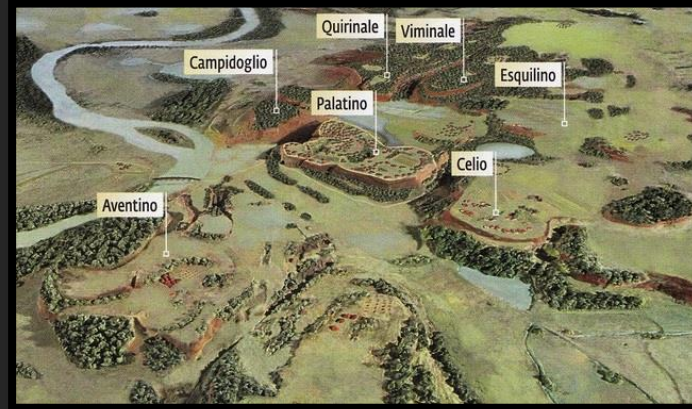 Quirinale
Viminale
Campidoglio
Esquilino
Palatino
Celio
Aventino